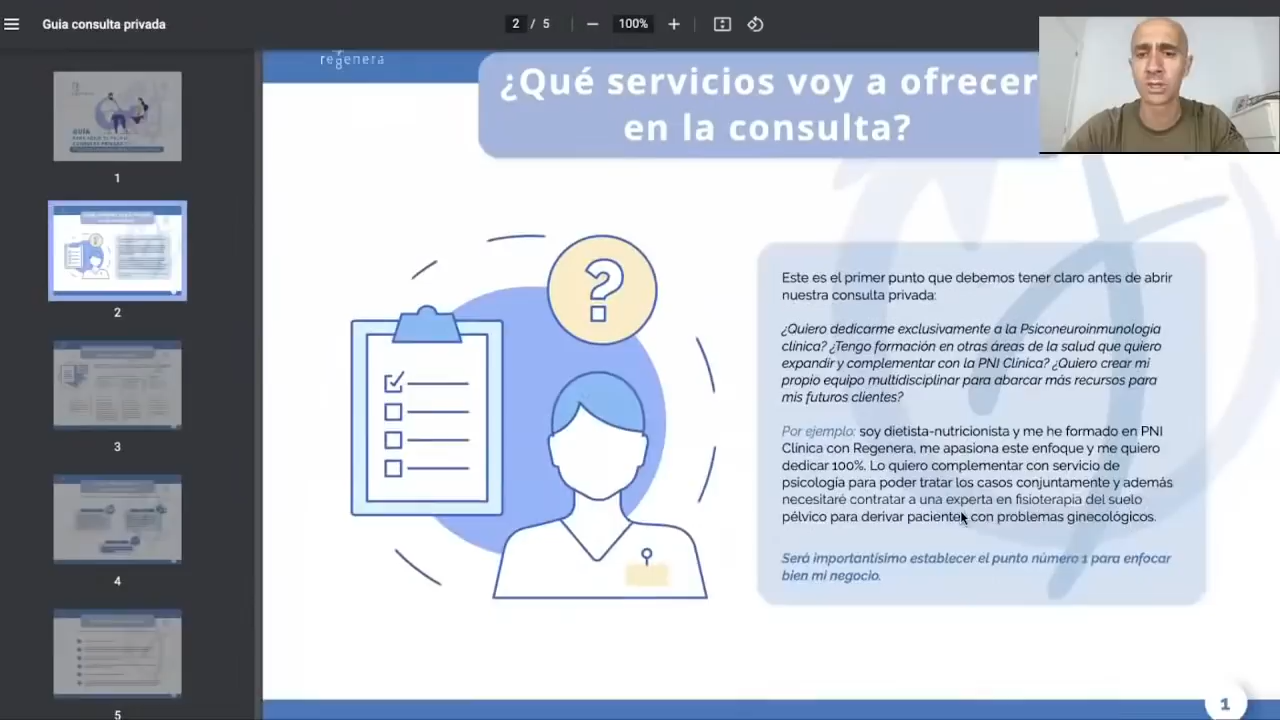 Guia consulta privada
2 / 5
100%
1
2
3
4
5
regenera
¿Qué servicios voy a ofrecer
en la consulta?
Este es el primer punto que debemos tener claro antes de abrir
nuestra consulta privada:
¿Quiero dedicarme exclusivamente a la Psiconeuroinmunología
clínica? ¿Tengo formación en otras áreas de la salud que quiero
expandir y complementar con la PNI Clínica? ¿Quiero crear mi
propio equipo multidisciplinar para abarcar más recursos para
mis futuros clientes?
Por ejemplo: soy dietista-nutricionista y me he formado en PNI
Clínica con Regenera, me apasiona este enfoque y me quiero
dedicar 100%. Lo quiero complementar con servicio de
psicología para poder tratar los casos conjuntamente y además
necesitaré contratar a una experta en fisioterapia del suelo
pélvico para derivar pacientes con problemas ginecológicos.
Será importantísimo establecer el punto número 1 para enfocar
bien mi negocio.
1